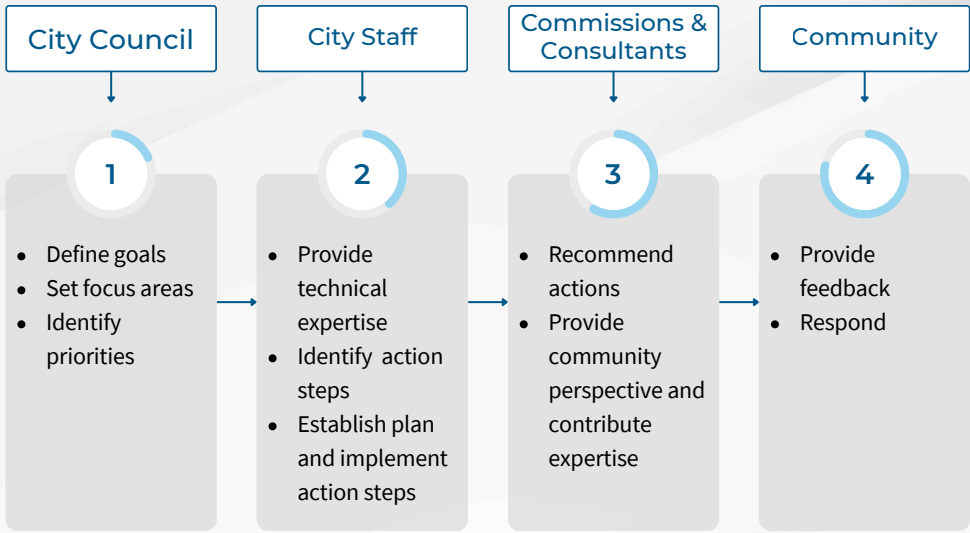 City Council
1
• Define goals
• Set focus areas
• Identify
priorities
City Staff
2
• Provide
technical
expertise
• Identify action
steps
• Establish plan
and implement
action steps
Commissions &
Consultants
3
• Recommend
actions
• Provide
community
perspective and
contribute
expertise
Community
4
• Provide
feedback
• Respond